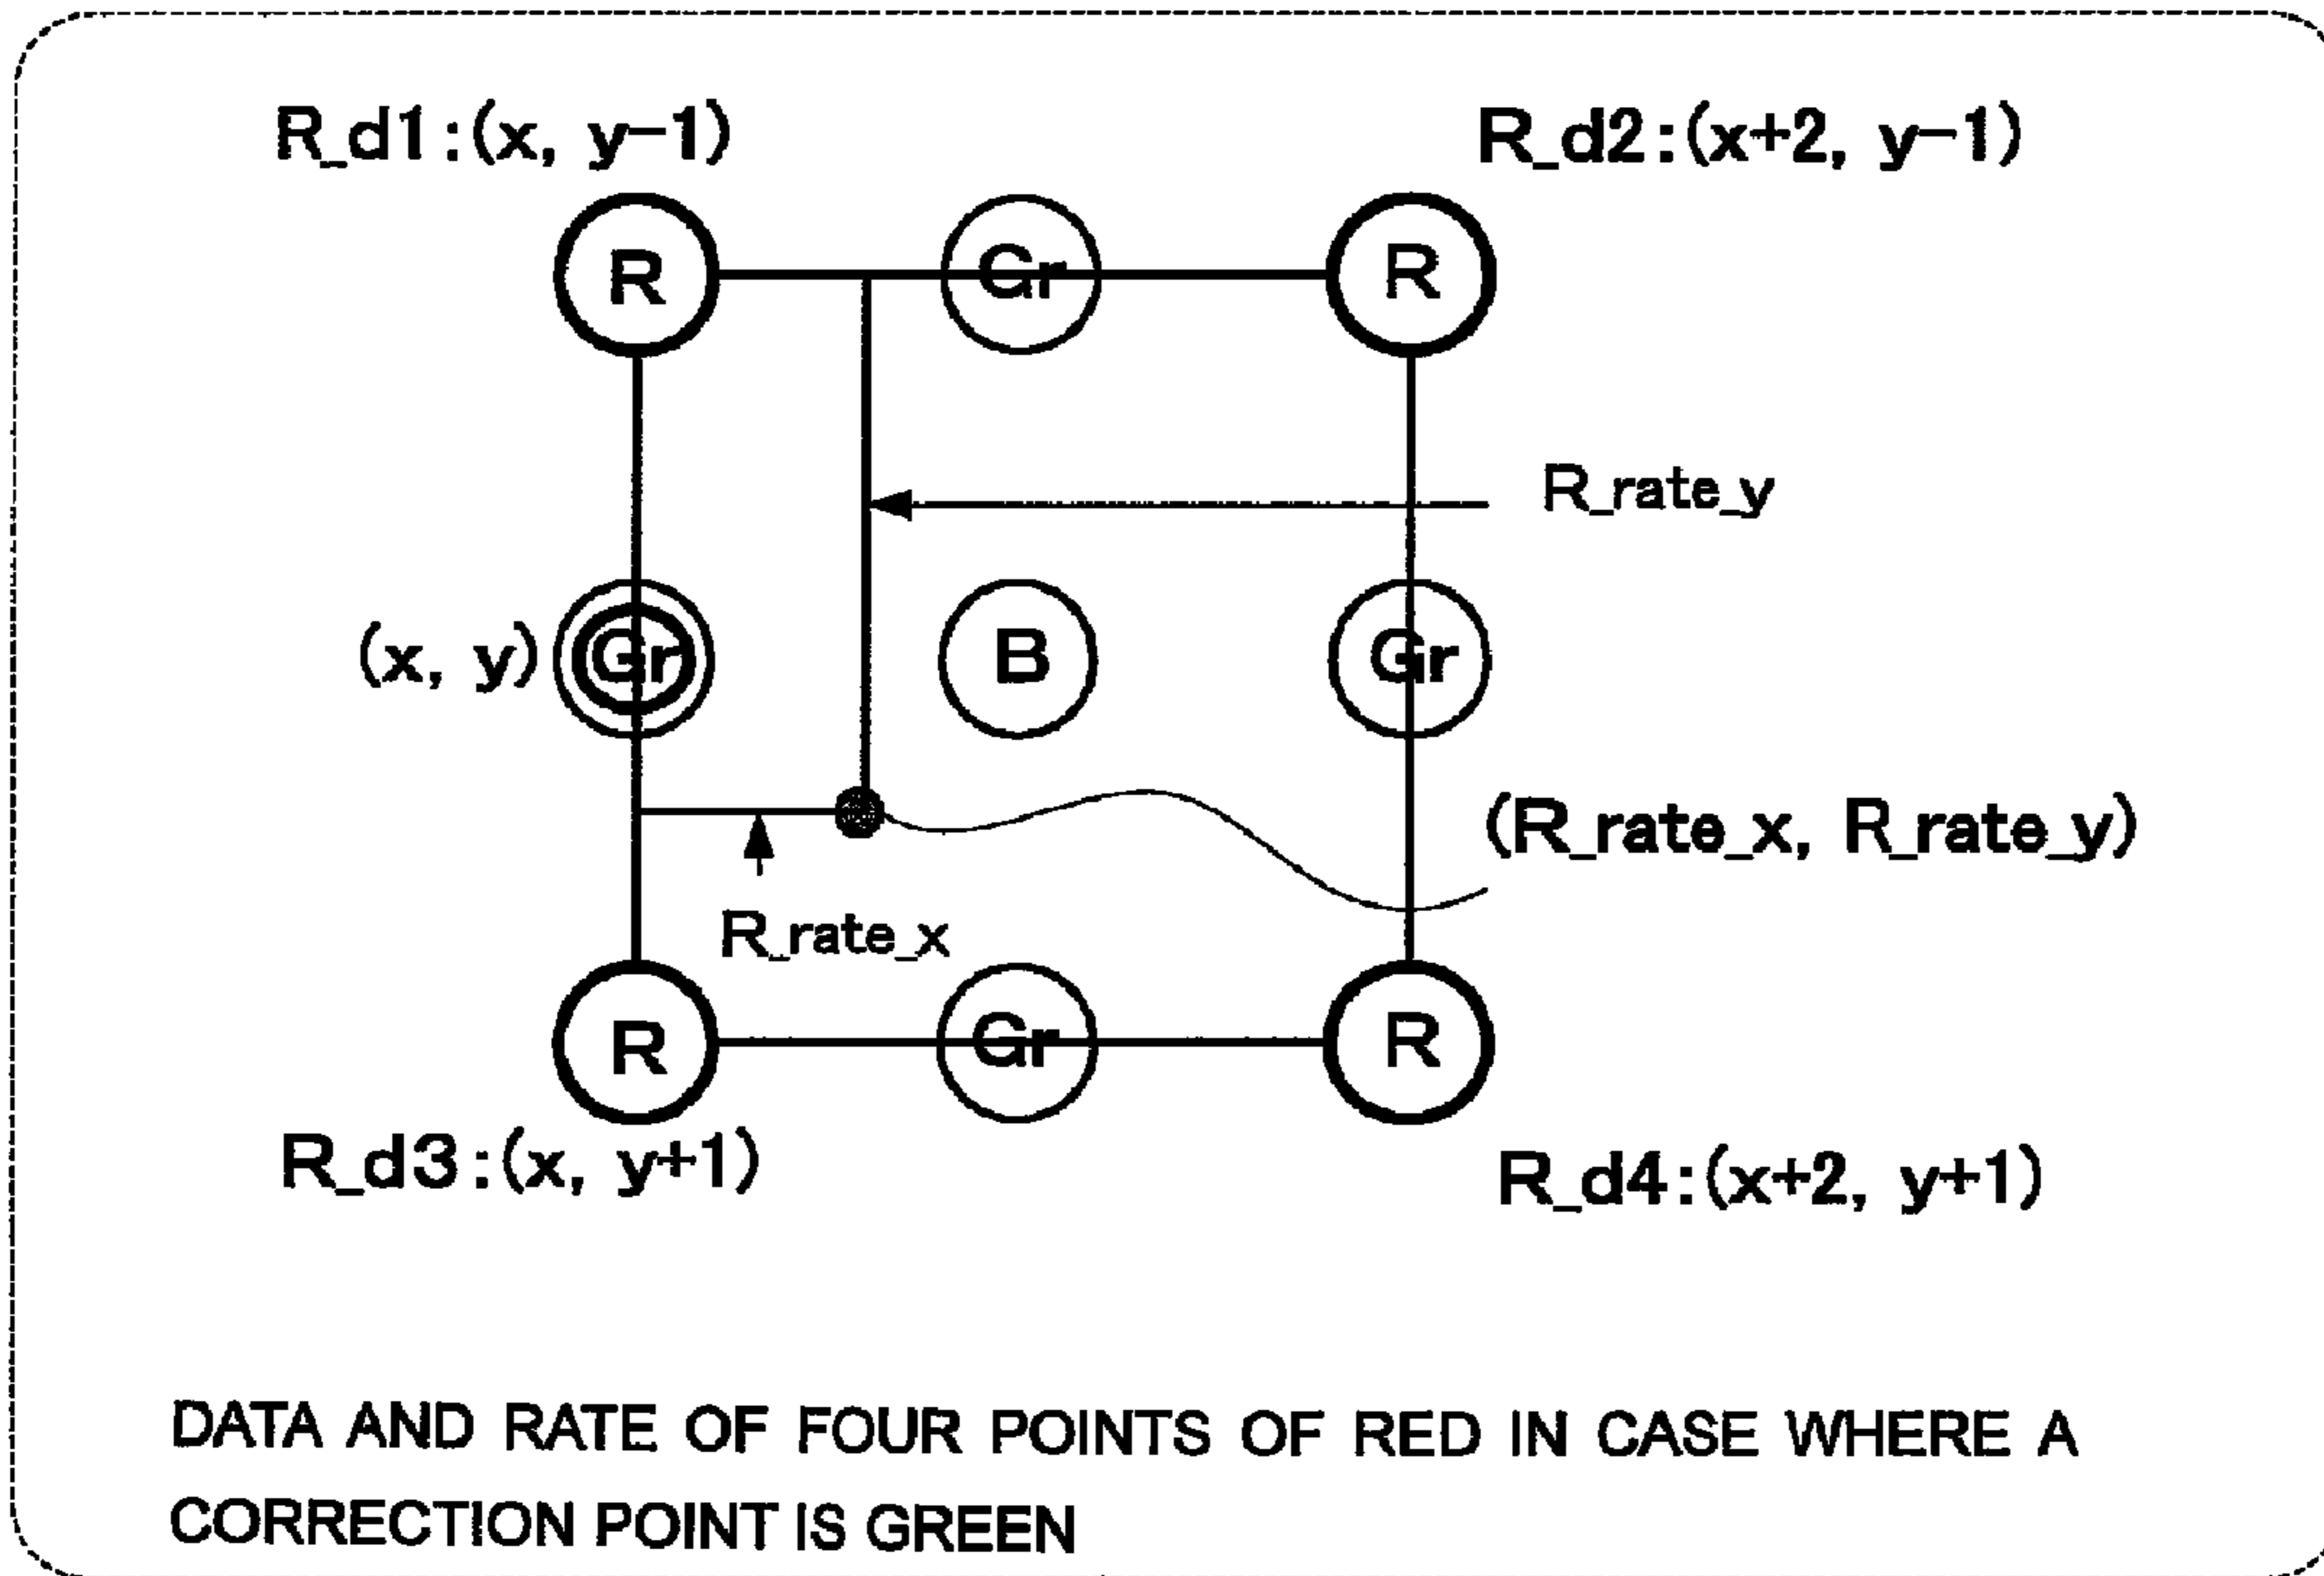 R_d1:(x, y-1)
R_d2:(x+2, y-1)
R
Gr
R
R_rate_y
(x, y)
Gr
B
Gr
(R_rate_x, R_rate_y)
R_rate_x
R
Gr
R
R_d3:(x, y+1)
R_d4:(x+2, y+1)
DATA AND RATE OF FOUR POINTS OF RED IN CASE WHERE A
CORRECTION POINT IS GREEN